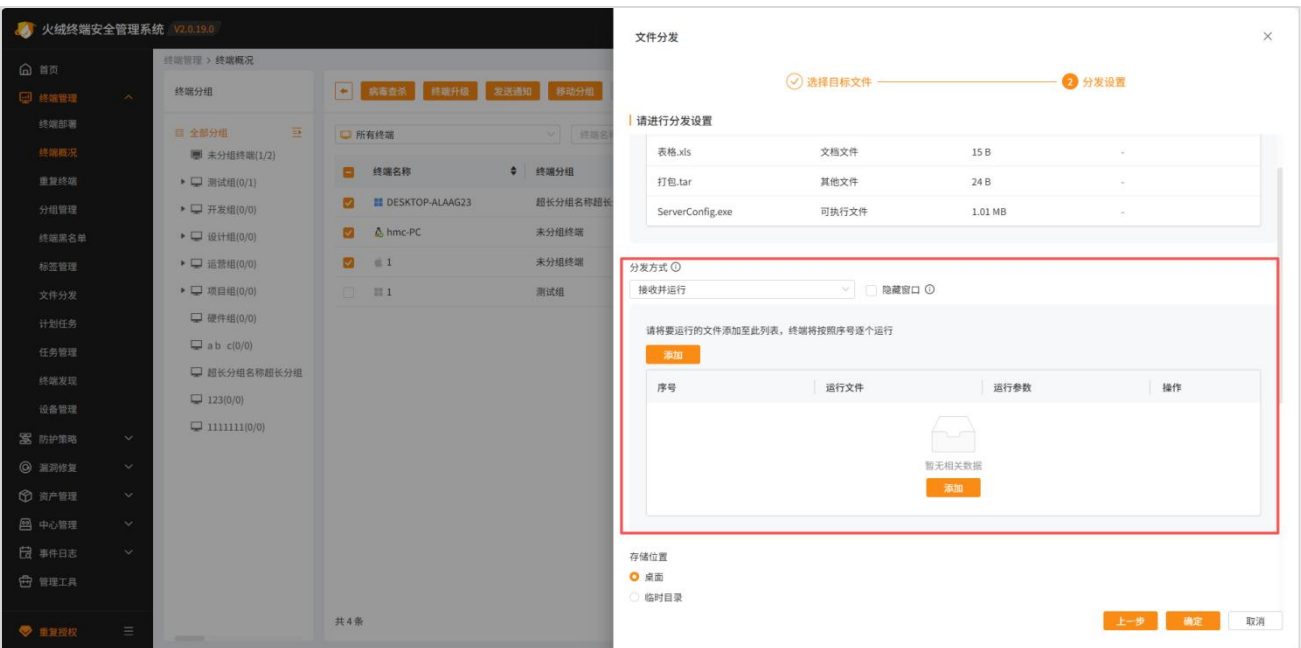 火绒终端安全管理系统 V2.0.19.0
首页
终端管理
终端部署
终端概况
重复终端
分组管理
终端黑名单
标签管理
文件分发
计划任务
任务管理
终端发现
设备管理
防护策略
漏洞修复
资产管理
中心管理
事件日志
管理工具
重复授权
终端管理 > 终端概况
终端分组
全部分组
未分组终端(1/2)
测试组(0/1)
开发组(0/0)
设计组(0/0)
运营组(0/0)
项目组(0/0)
硬件组(0/0)
a b c(0/0)
超长分组名称超长分组
123(0/0)
1111111(0/0)
病毒查杀 终端升级 发送通知 移动分组
所有终端 终端名
终端名称 终端分组
DESKTOP-ALAAG23 超长分组名称超长
hmc-PC 未分组终端
1 未分组终端
1 测试组
共 4 条
文件分发
选择目标文件 2 分发设置
请进行分发设置
表格.xls 文档文件 15 B -
打包.tar 其他文件 24 B -
ServerConfig.exe 可执行文件 1.01 MB -
分发方式
接收并运行 隐藏窗口
请将要运行的文件添加至此列表，终端将按照序号逐个运行
添加
序号 运行文件 运行参数 操作
暂无相关数据
添加
存储位置
桌面
临时目录
上一步 确定 取消